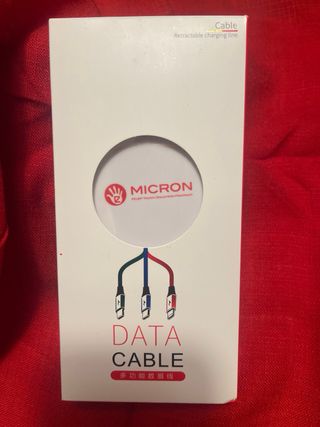 Cable
Retractable charging line
MICRON
DATA
CABLE
多功能数据线